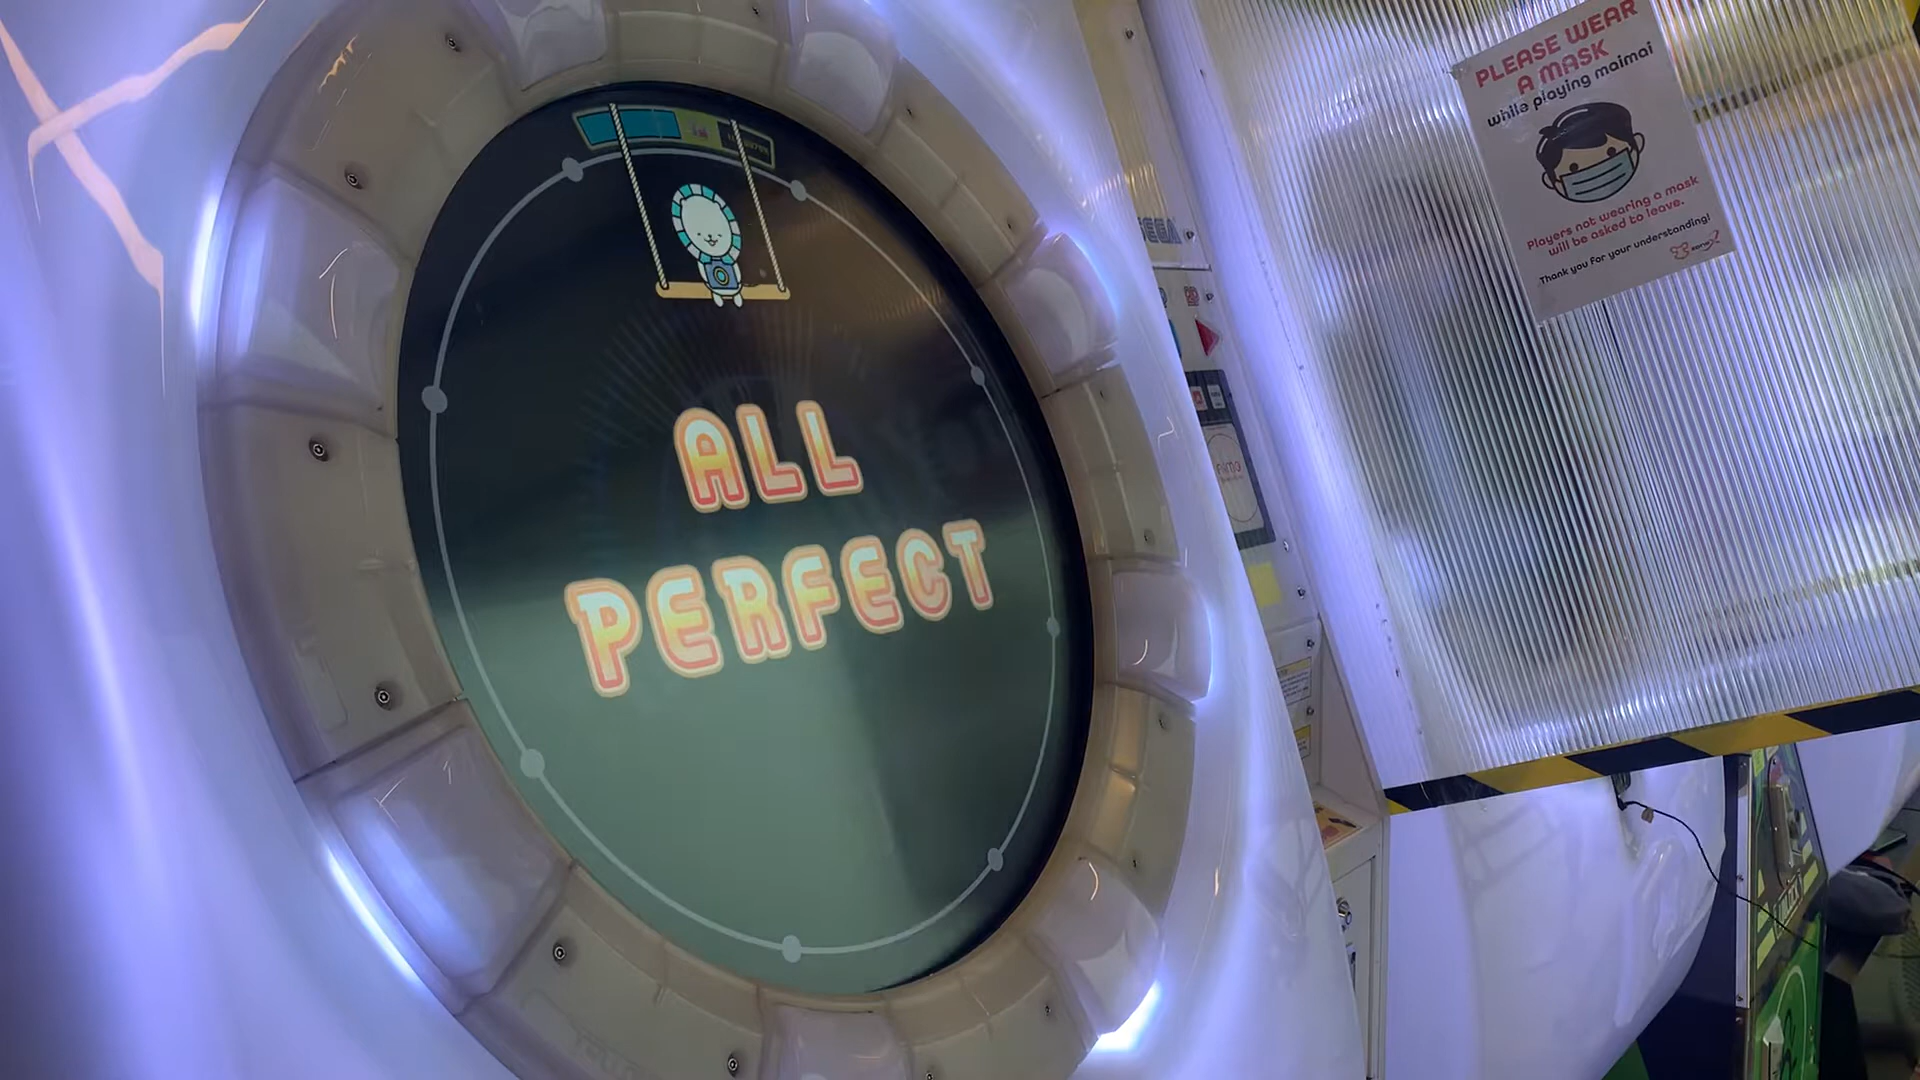 ALL
PERFECT
SEGA
PLEASE WEAR
A MASK
while playing maimai
Players not wearing a mask
will be asked to leave.
Thank you for your understanding!